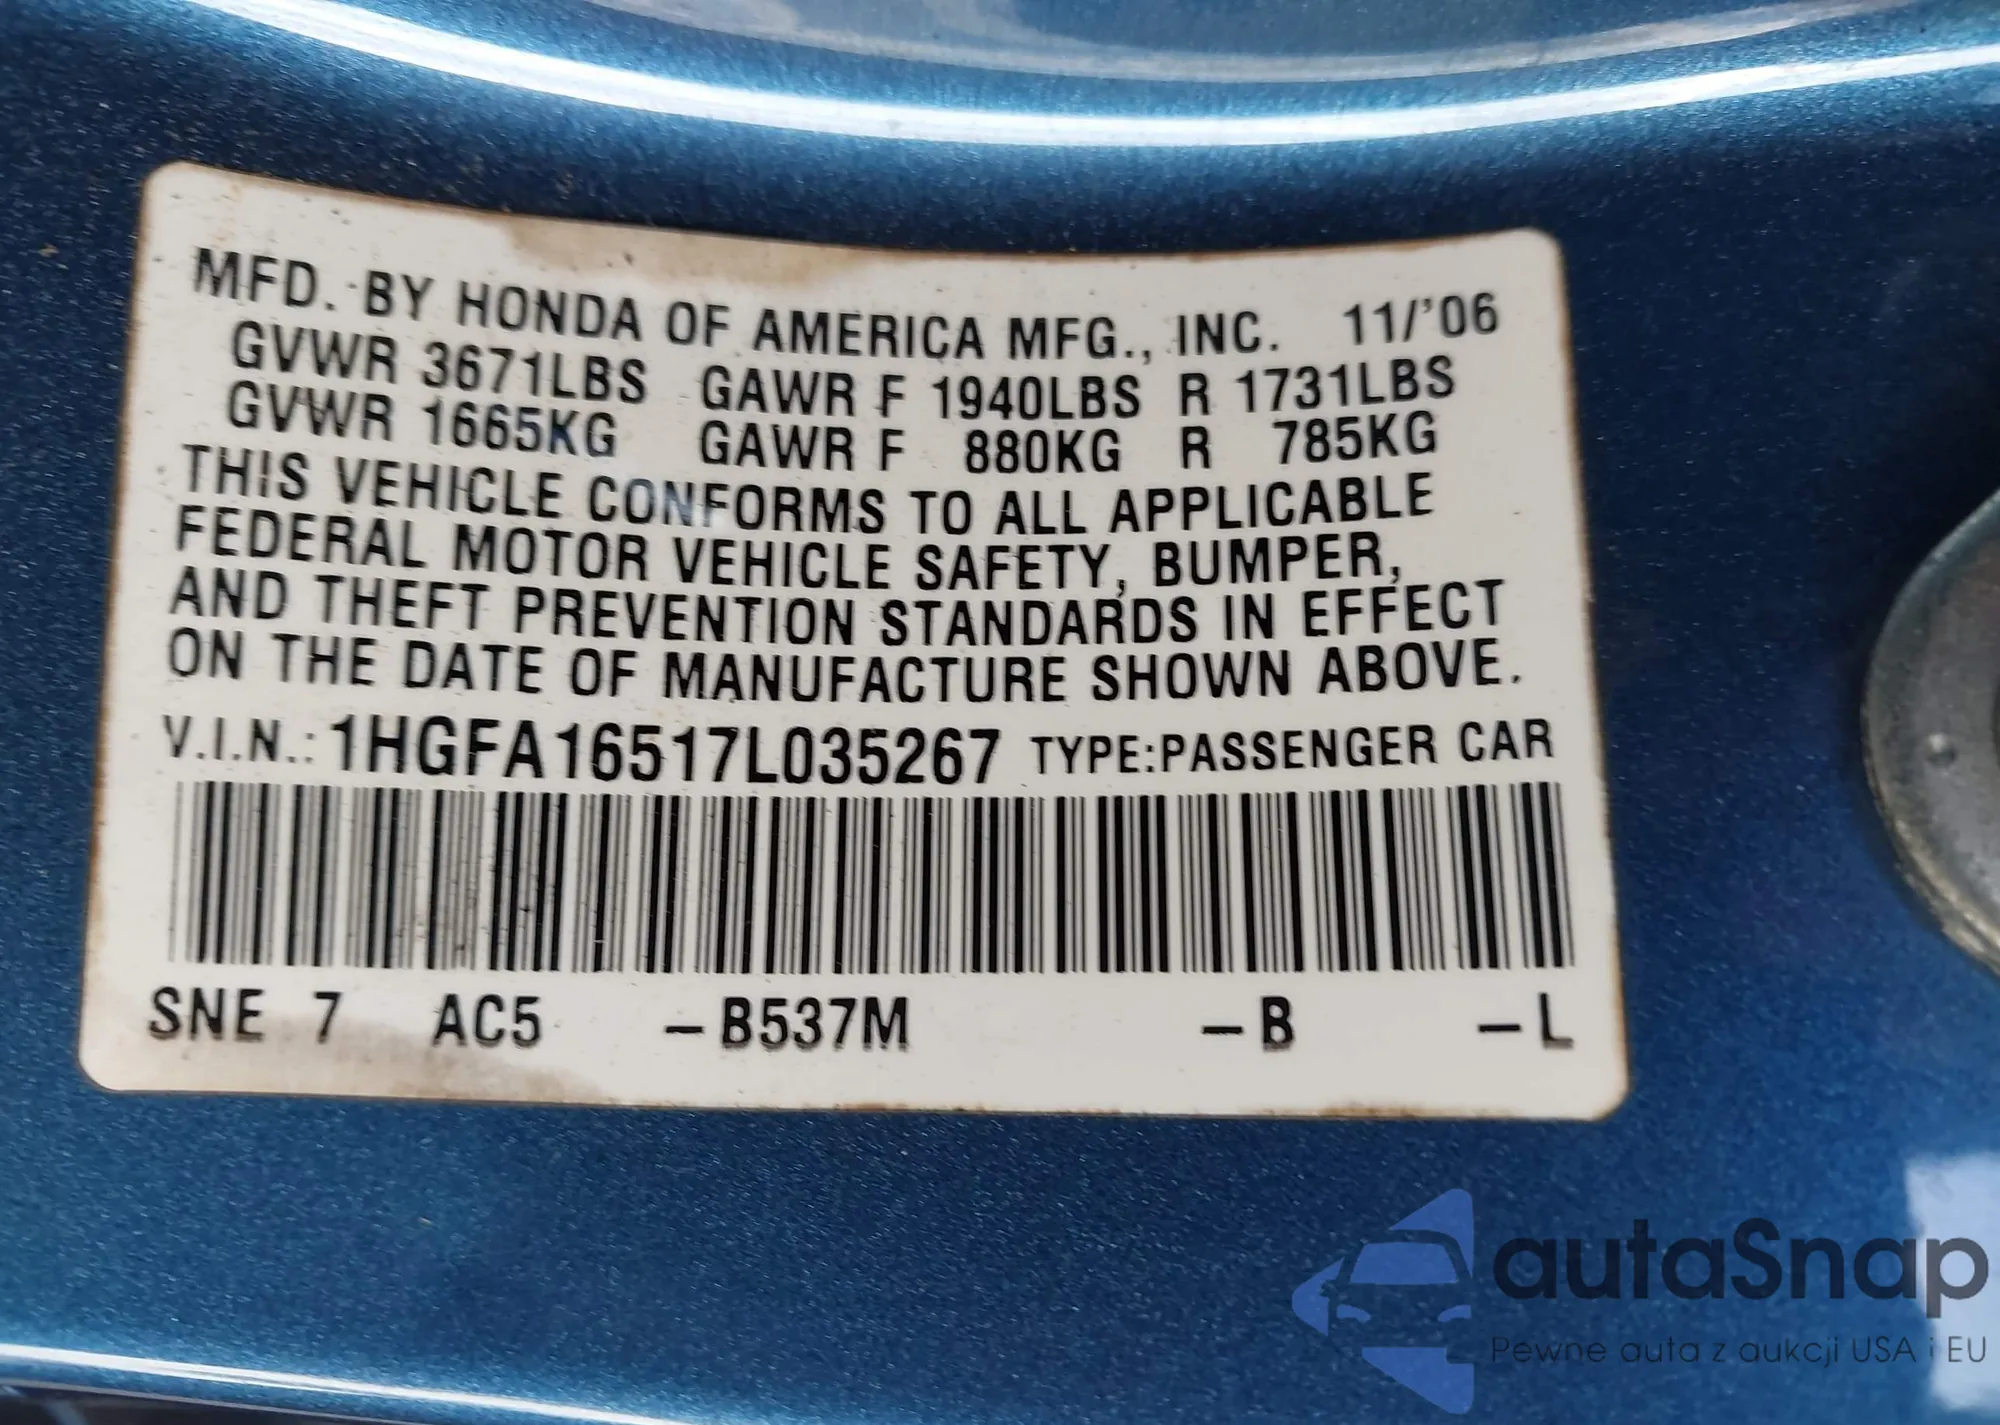 MFD. BY HONDA OF AMERICA MFG., INC. 11/'06
GVWR 3671LBS GAWR F 1940LBS R 1731LBS
GVWR 1665KG GAWR F 880KG R 785KG
THIS VEHICLE CONFORMS TO ALL APPLICABLE
FEDERAL MOTOR VEHICLE SAFETY, BUMPER,
AND THEFT PREVENTION STANDARDS IN EFFECT
ON THE DATE OF MANUFACTURE SHOWN ABOVE.
V.I.N.: 1HGFA16517L035267 TYPE:PASSENGER CAR
SNE 7 AC5 -B537M -B -L
autaSnap
Pewne auta z aukcji USA i EU